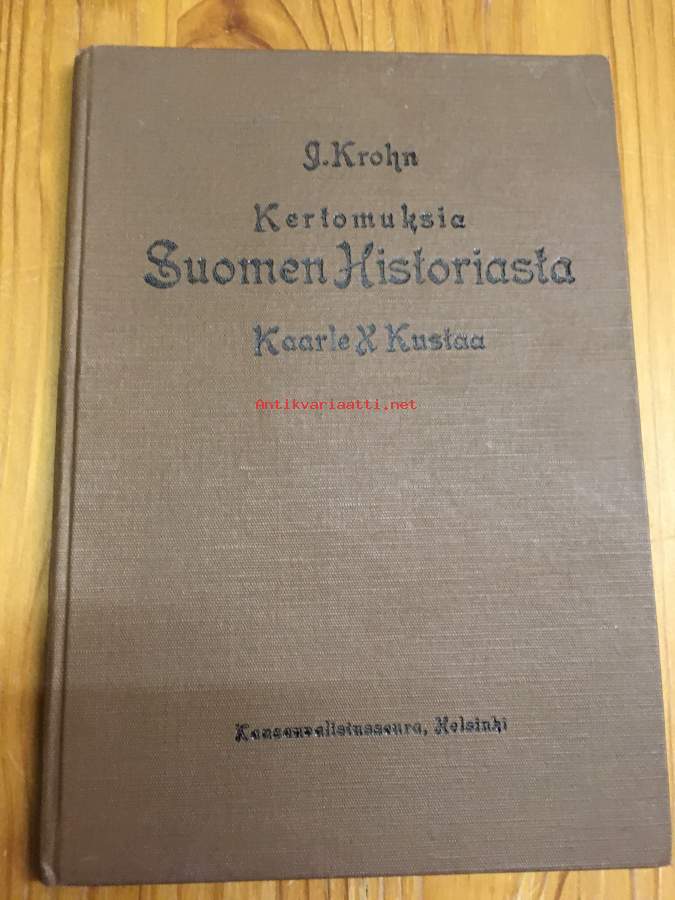 J. Krohn
Kertomuksia
Suomen Historiasta
Kaarle X Kustaa
Antikvariaatti.net
Kansanvalistusseura, Helsinki